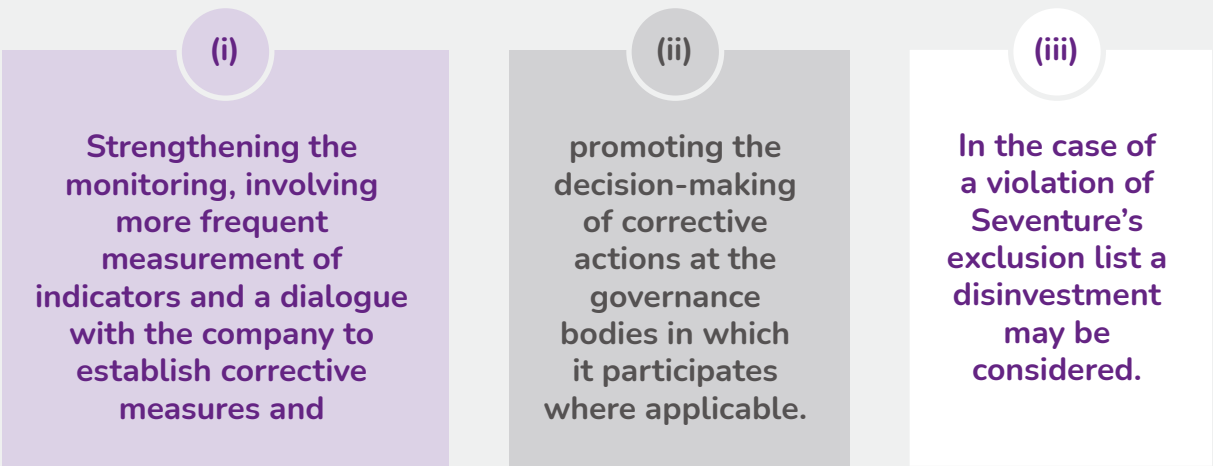 (i)
Strengthening the
monitoring, involving
more frequent
measurement of
indicators and a dialogue
with the company to
establish corrective
measures and
(ii)
promoting the
decision-making
of corrective
actions at the
governance
bodies in which
it participates
where applicable.
(iii)
In the case of
a violation of
Seventure’s
exclusion list a
disinvestment
may be
considered.